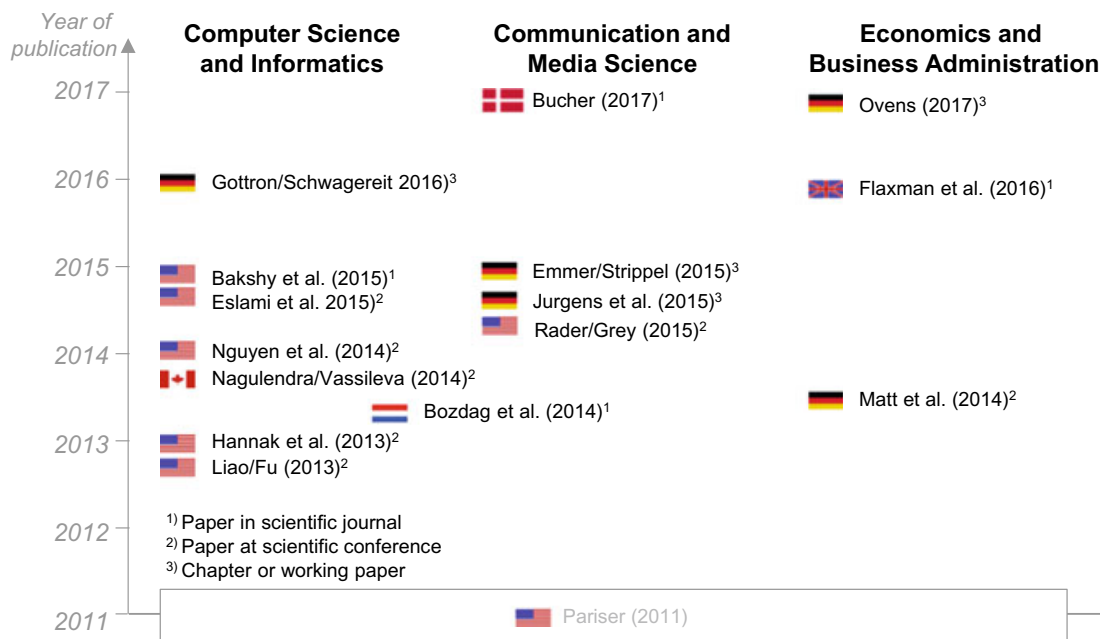 Year of
publication
Computer Science
and Informatics
Communication and
Media Science
Economics and
Business Administration
2017
Bucher (2017)¹
Ovens (2017)³
2016
Gottron/Schwagereit 2016)³
Flaxman et al. (2016)¹
2015
Bakshy et al. (2015)¹
Emmer/Strippel (2015)³
Eslami et al. 2015)²
Jurgens et al. (2015)³
Rader/Grey (2015)²
2014
Nguyen et al. (2014)²
Nagulendra/Vassileva (2014)²
Bozdag et al. (2014)¹
Matt et al. (2014)²
2013
Hannak et al. (2013)²
Liao/Fu (2013)²
2012
¹⁾ Paper in scientific journal
²⁾ Paper at scientific conference
³⁾ Chapter or working paper
2011
Pariser (2011)